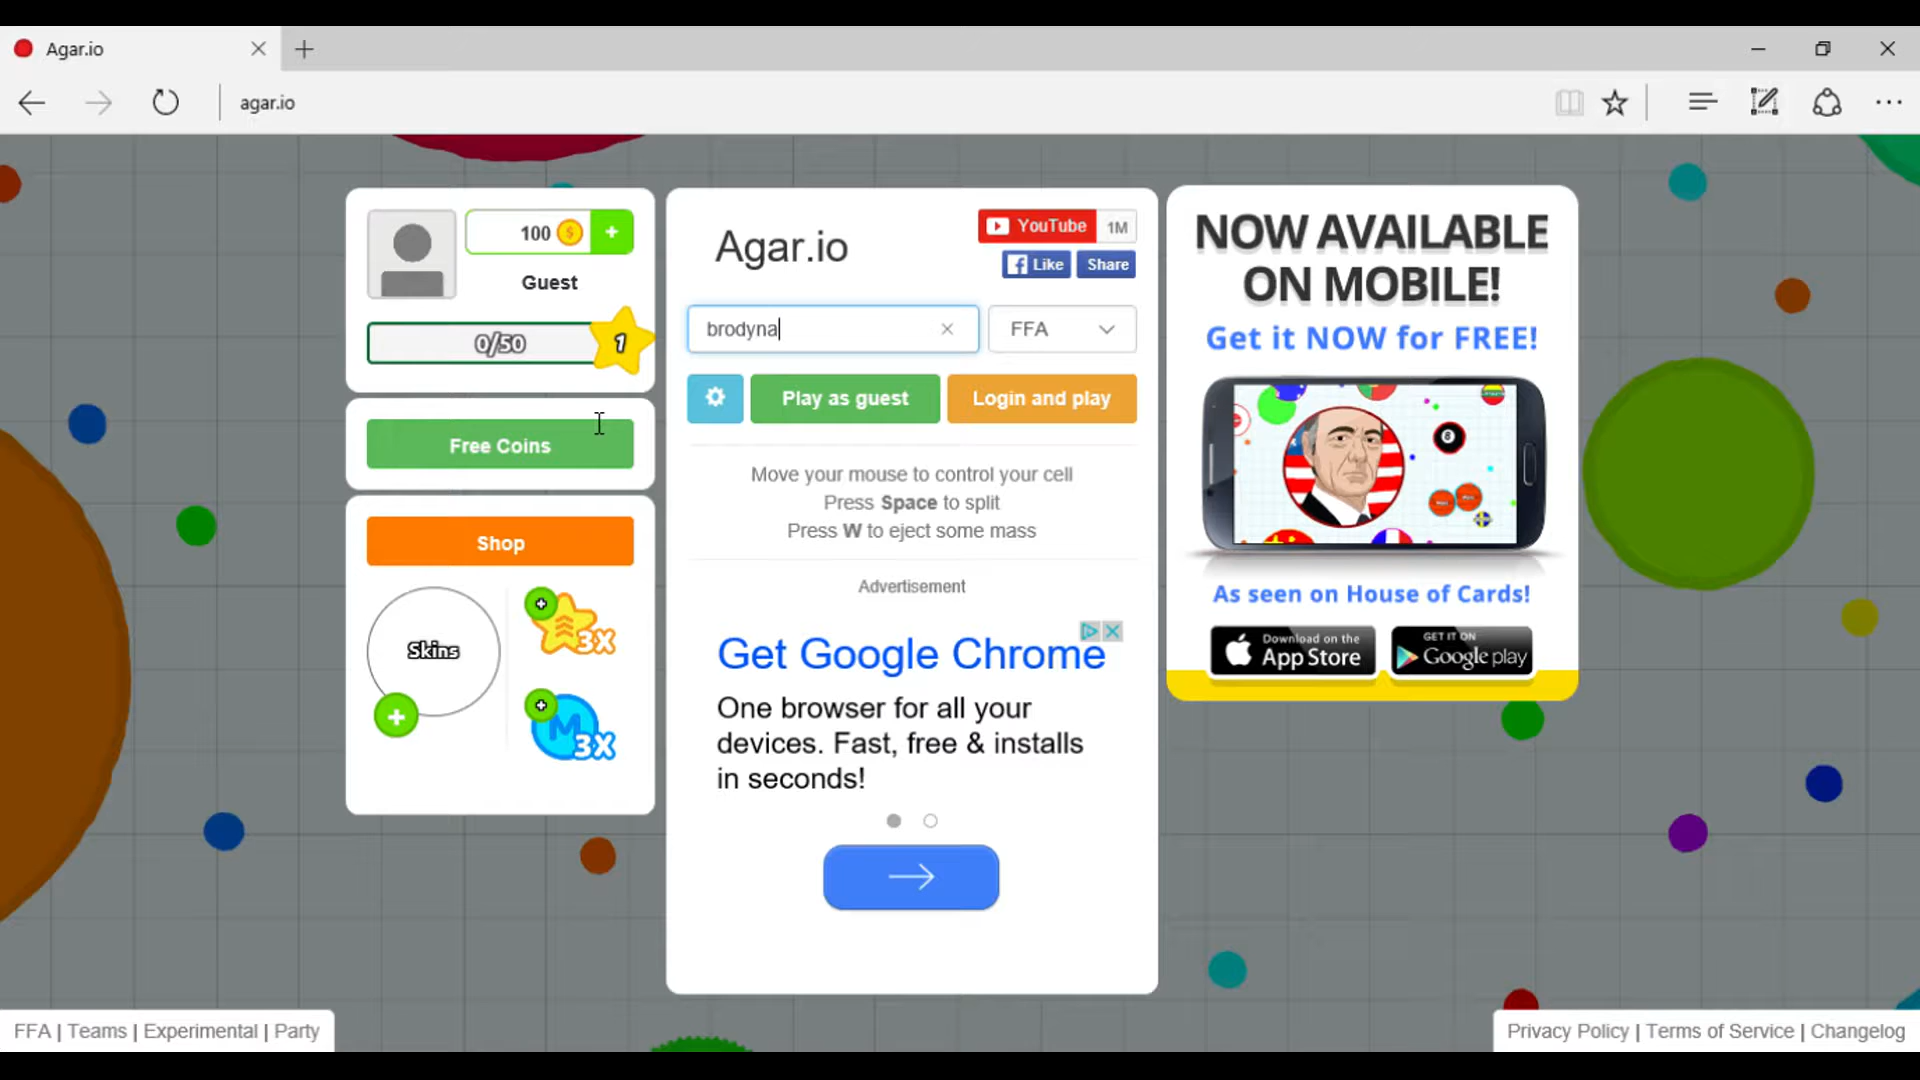 Agar.io
agar.io
100
Guest
0/50
1
Free Coins
Shop
Skins
3X
M
3X
Agar.io
YouTube 1M
Like Share
brodyna
FFA
Play as guest Login and play
Move your mouse to control your cell
Press Space to split
Press W to eject some mass
Advertisement
Get Google Chrome
One browser for all your
devices. Fast, free & installs
in seconds!
NOW AVAILABLE
ON MOBILE!
Get it NOW for FREE!
8
As seen on House of Cards!
Download on the
App Store
GET IT ON
Google play
FFA | Teams | Experimental | Party
Privacy Policy | Terms of Service | Changelog